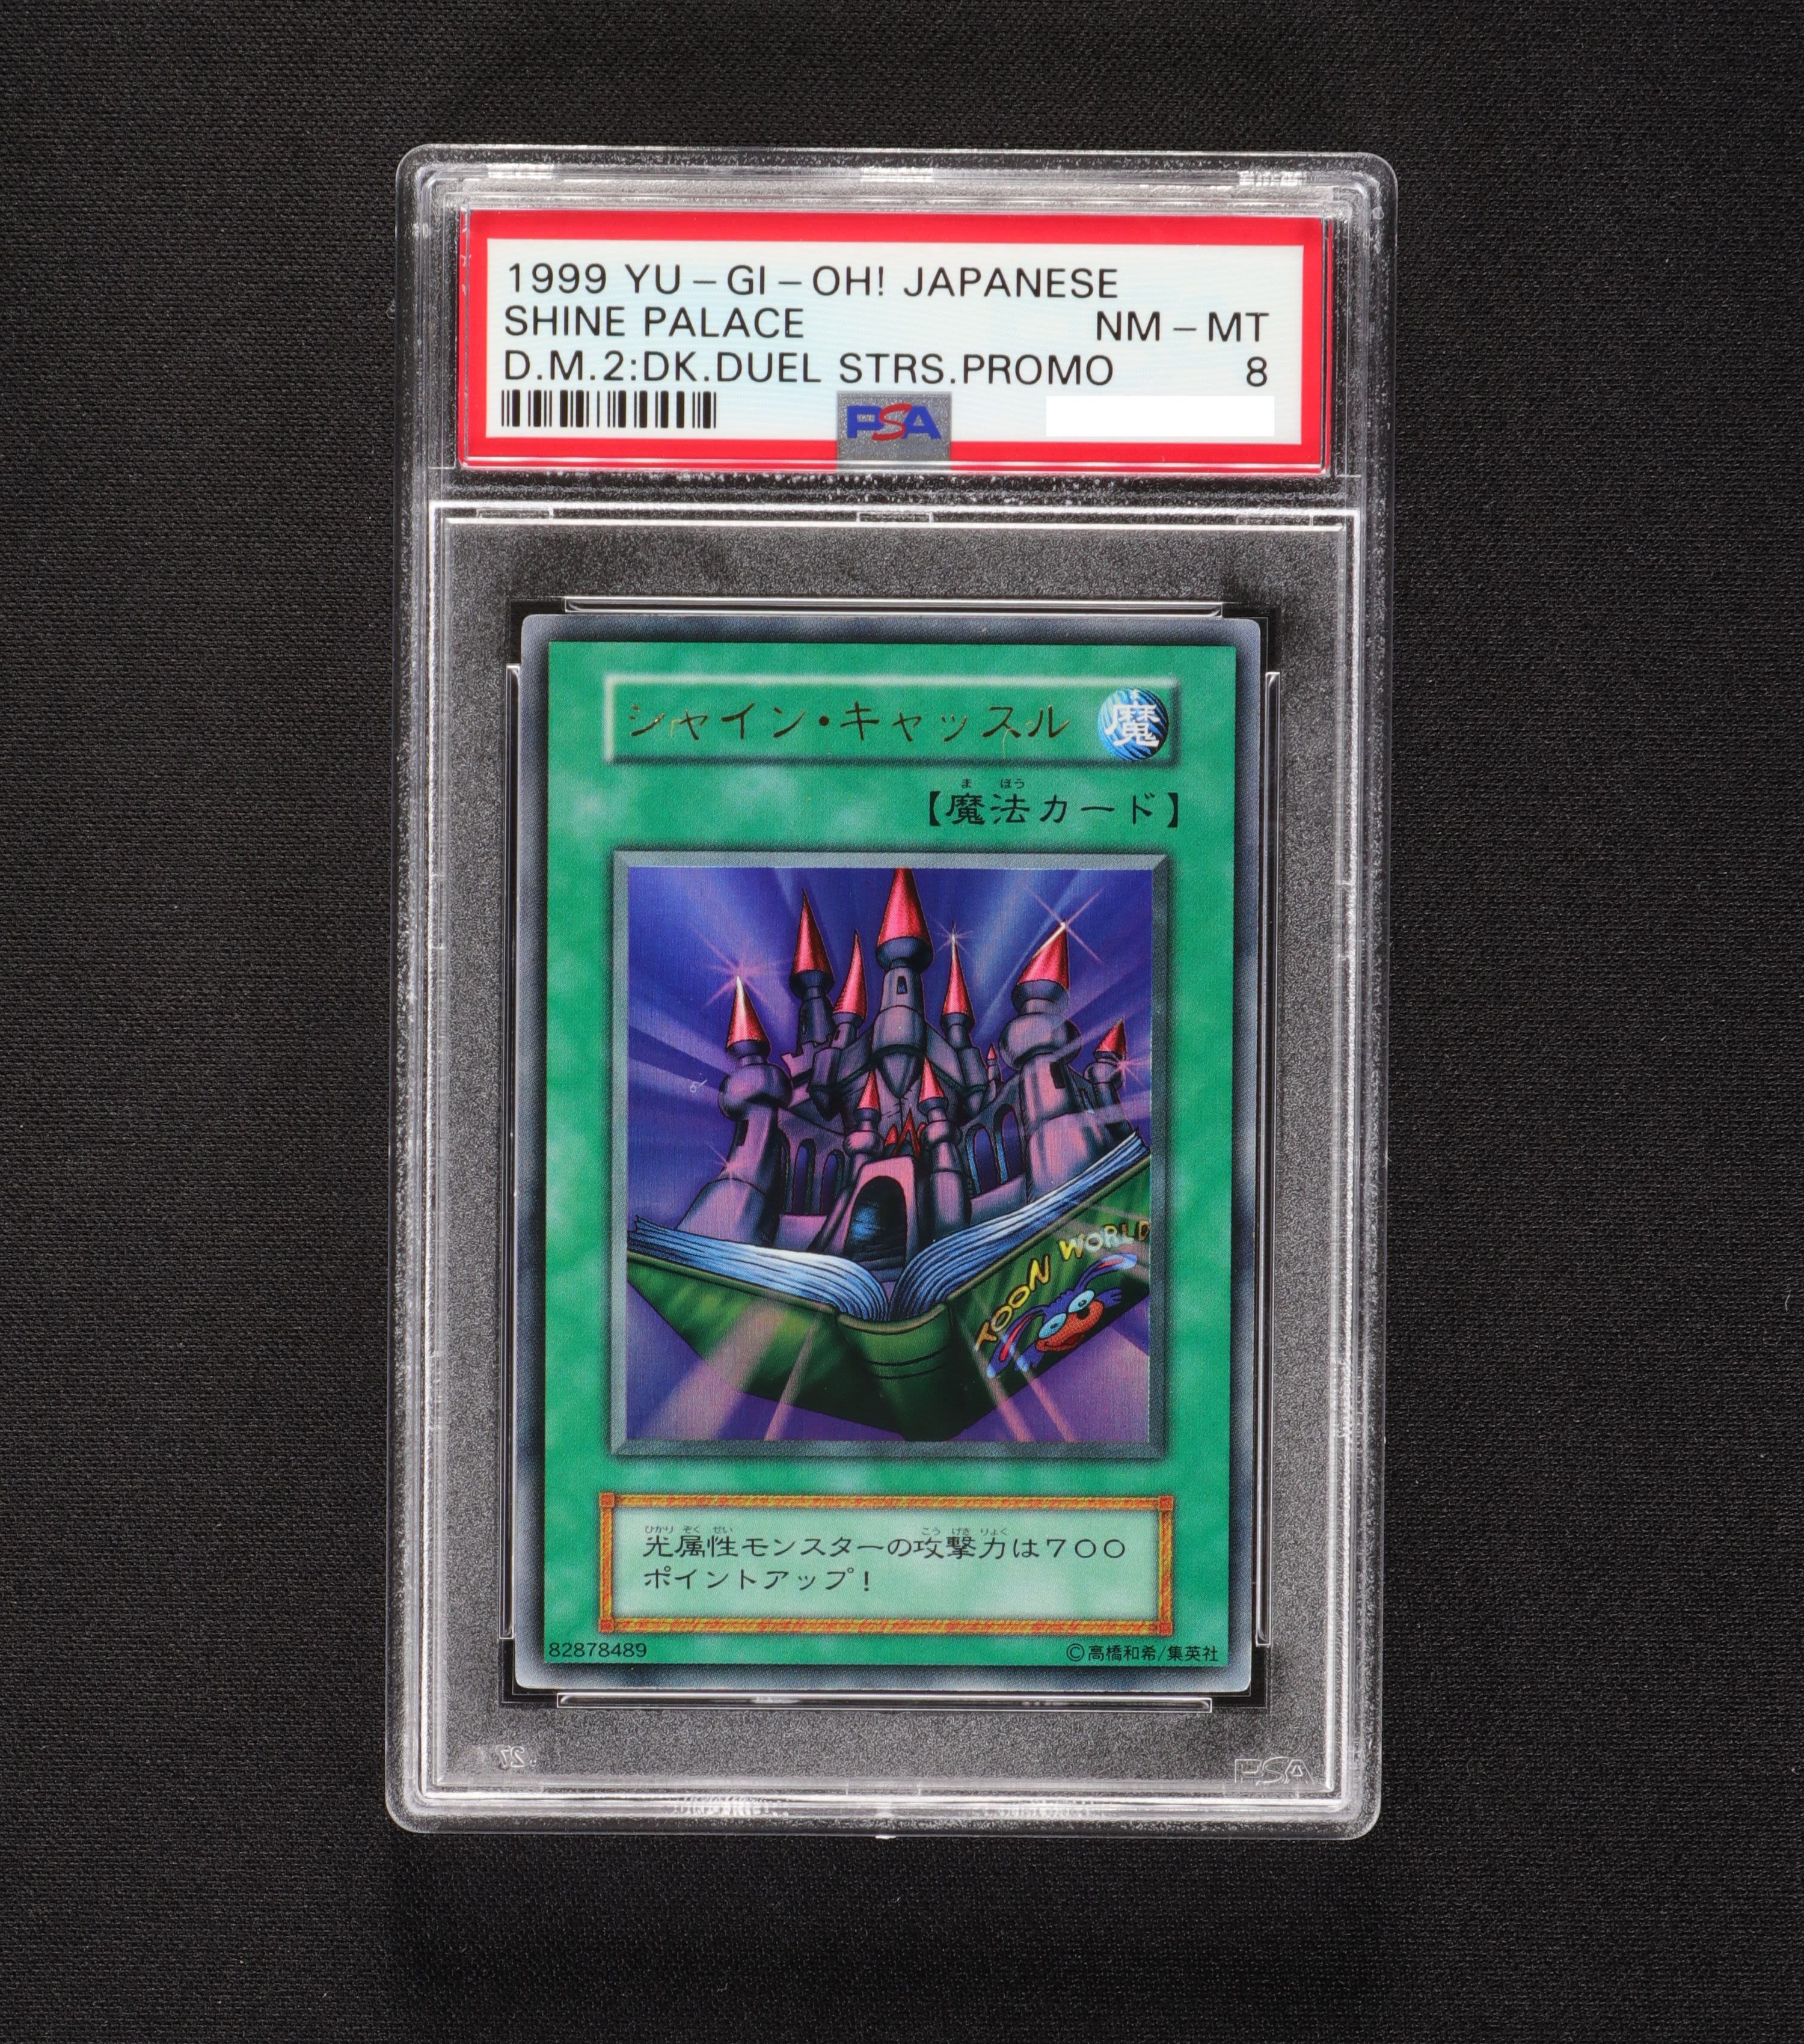 1999 YU-GI-OH! JAPANESE
SHINE PALACE NM-MT
D.M.2:DK.DUEL STRS.PROMO 8
PSA
シャイン・キャッスル 魔
ま ほう
【魔法カード】
TOON WORLD
ひかり ぞく せい こう げき りょく
光属性モンスターの攻撃力は700
ポイントアップ!
82878489 ©高橋和希/集英社
PSA